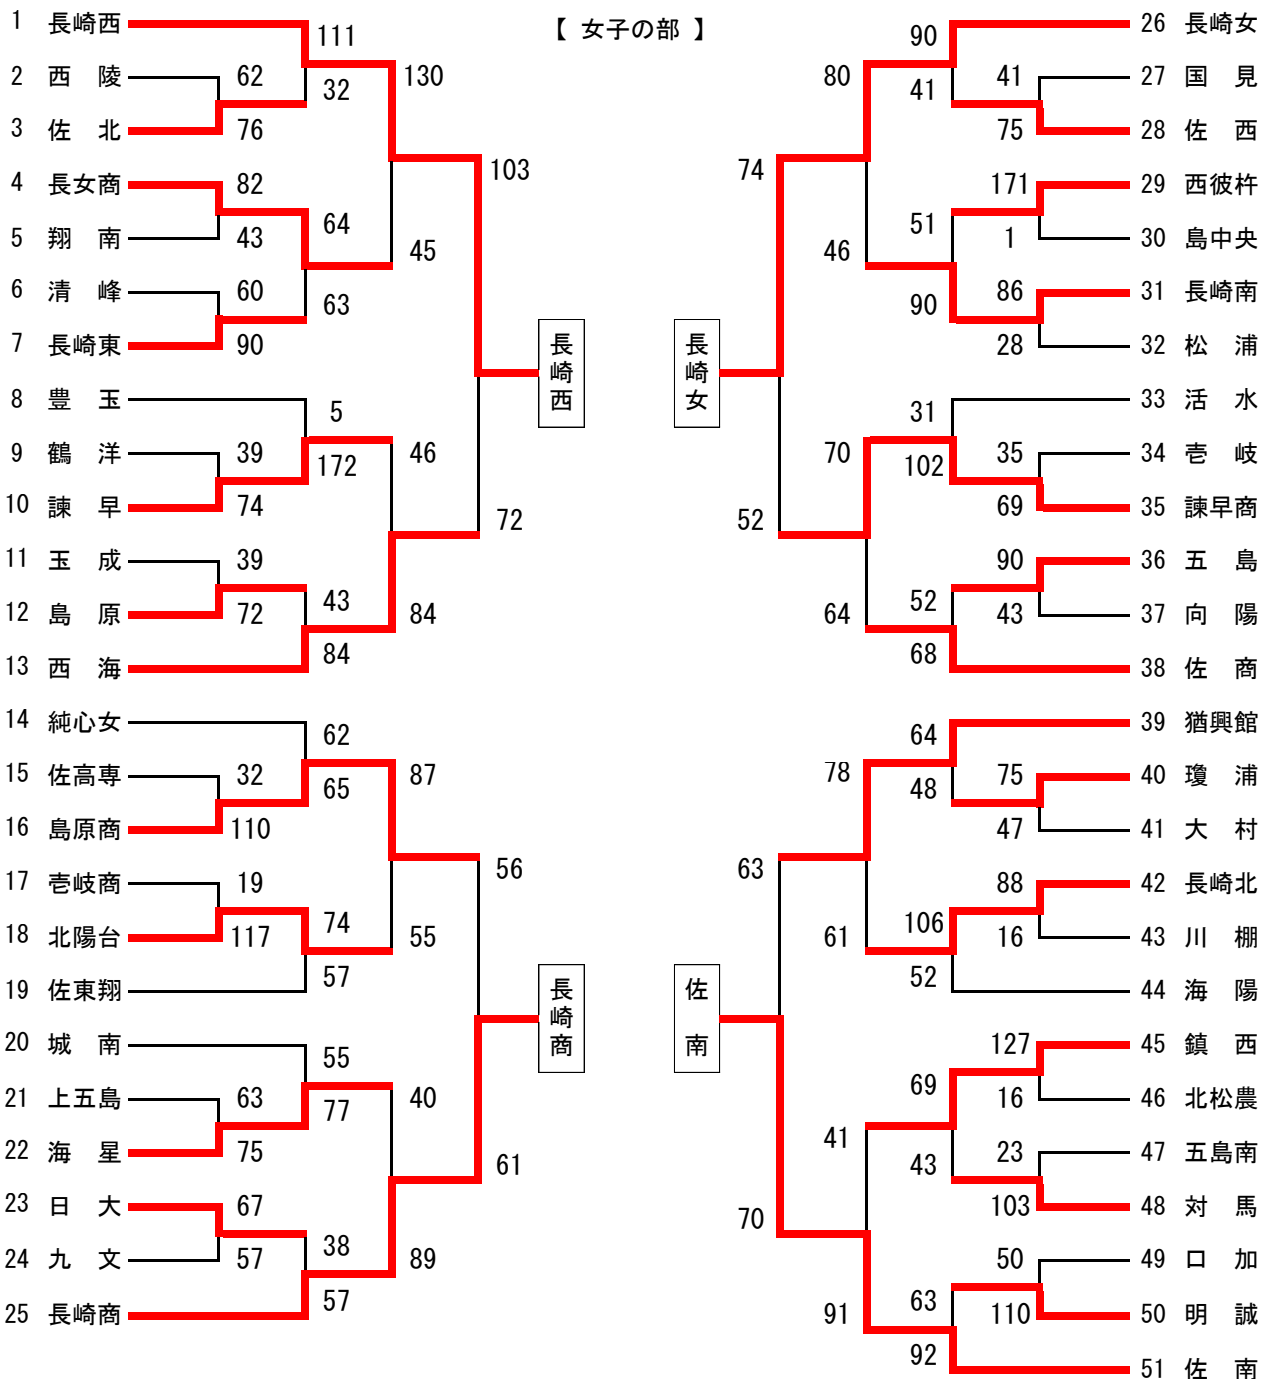 【 女子の部 】
1 長崎西
2 西 陵
3 佐 北
4 長女商
5 翔 南
6 清 峰
7 長崎東
8 豊 玉
9 鶴 洋
10 諫 早
11 玉 成
12 島 原
13 西 海
14 純心女
15 佐高専
16 島原商
17 壱岐商
18 北陽台
19 佐東翔
20 城 南
21 上五島
22 海 星
23 日 大
24 九 文
25 長崎商
62
76
82
43
60
90
39
74
39
72
32
110
19
117
63
75
67
57
111
32
64
63
5
172
43
84
62
65
74
57
55
77
38
57
130
45
46
84
87
55
40
89
103
72
56
61
長崎西
長崎商
長崎女
佐 南
74
52
63
70
80
46
70
64
78
61
41
91
90
41
51
90
31
102
52
68
64
48
106
52
69
43
63
92
41
75
171
1
86
28
35
69
90
43
75
47
88
16
127
16
23
103
50
110
26 長崎女
27 国 見
28 佐 西
29 西彼杵
30 島中央
31 長崎南
32 松 浦
33 活 水
34 壱 岐
35 諫早商
36 五 島
37 向 陽
38 佐 商
39 猶興館
40 瓊 浦
41 大 村
42 長崎北
43 川 棚
44 海 陽
45 鎮 西
46 北松農
47 五島南
48 対 馬
49 口 加
50 明 誠
51 佐 南